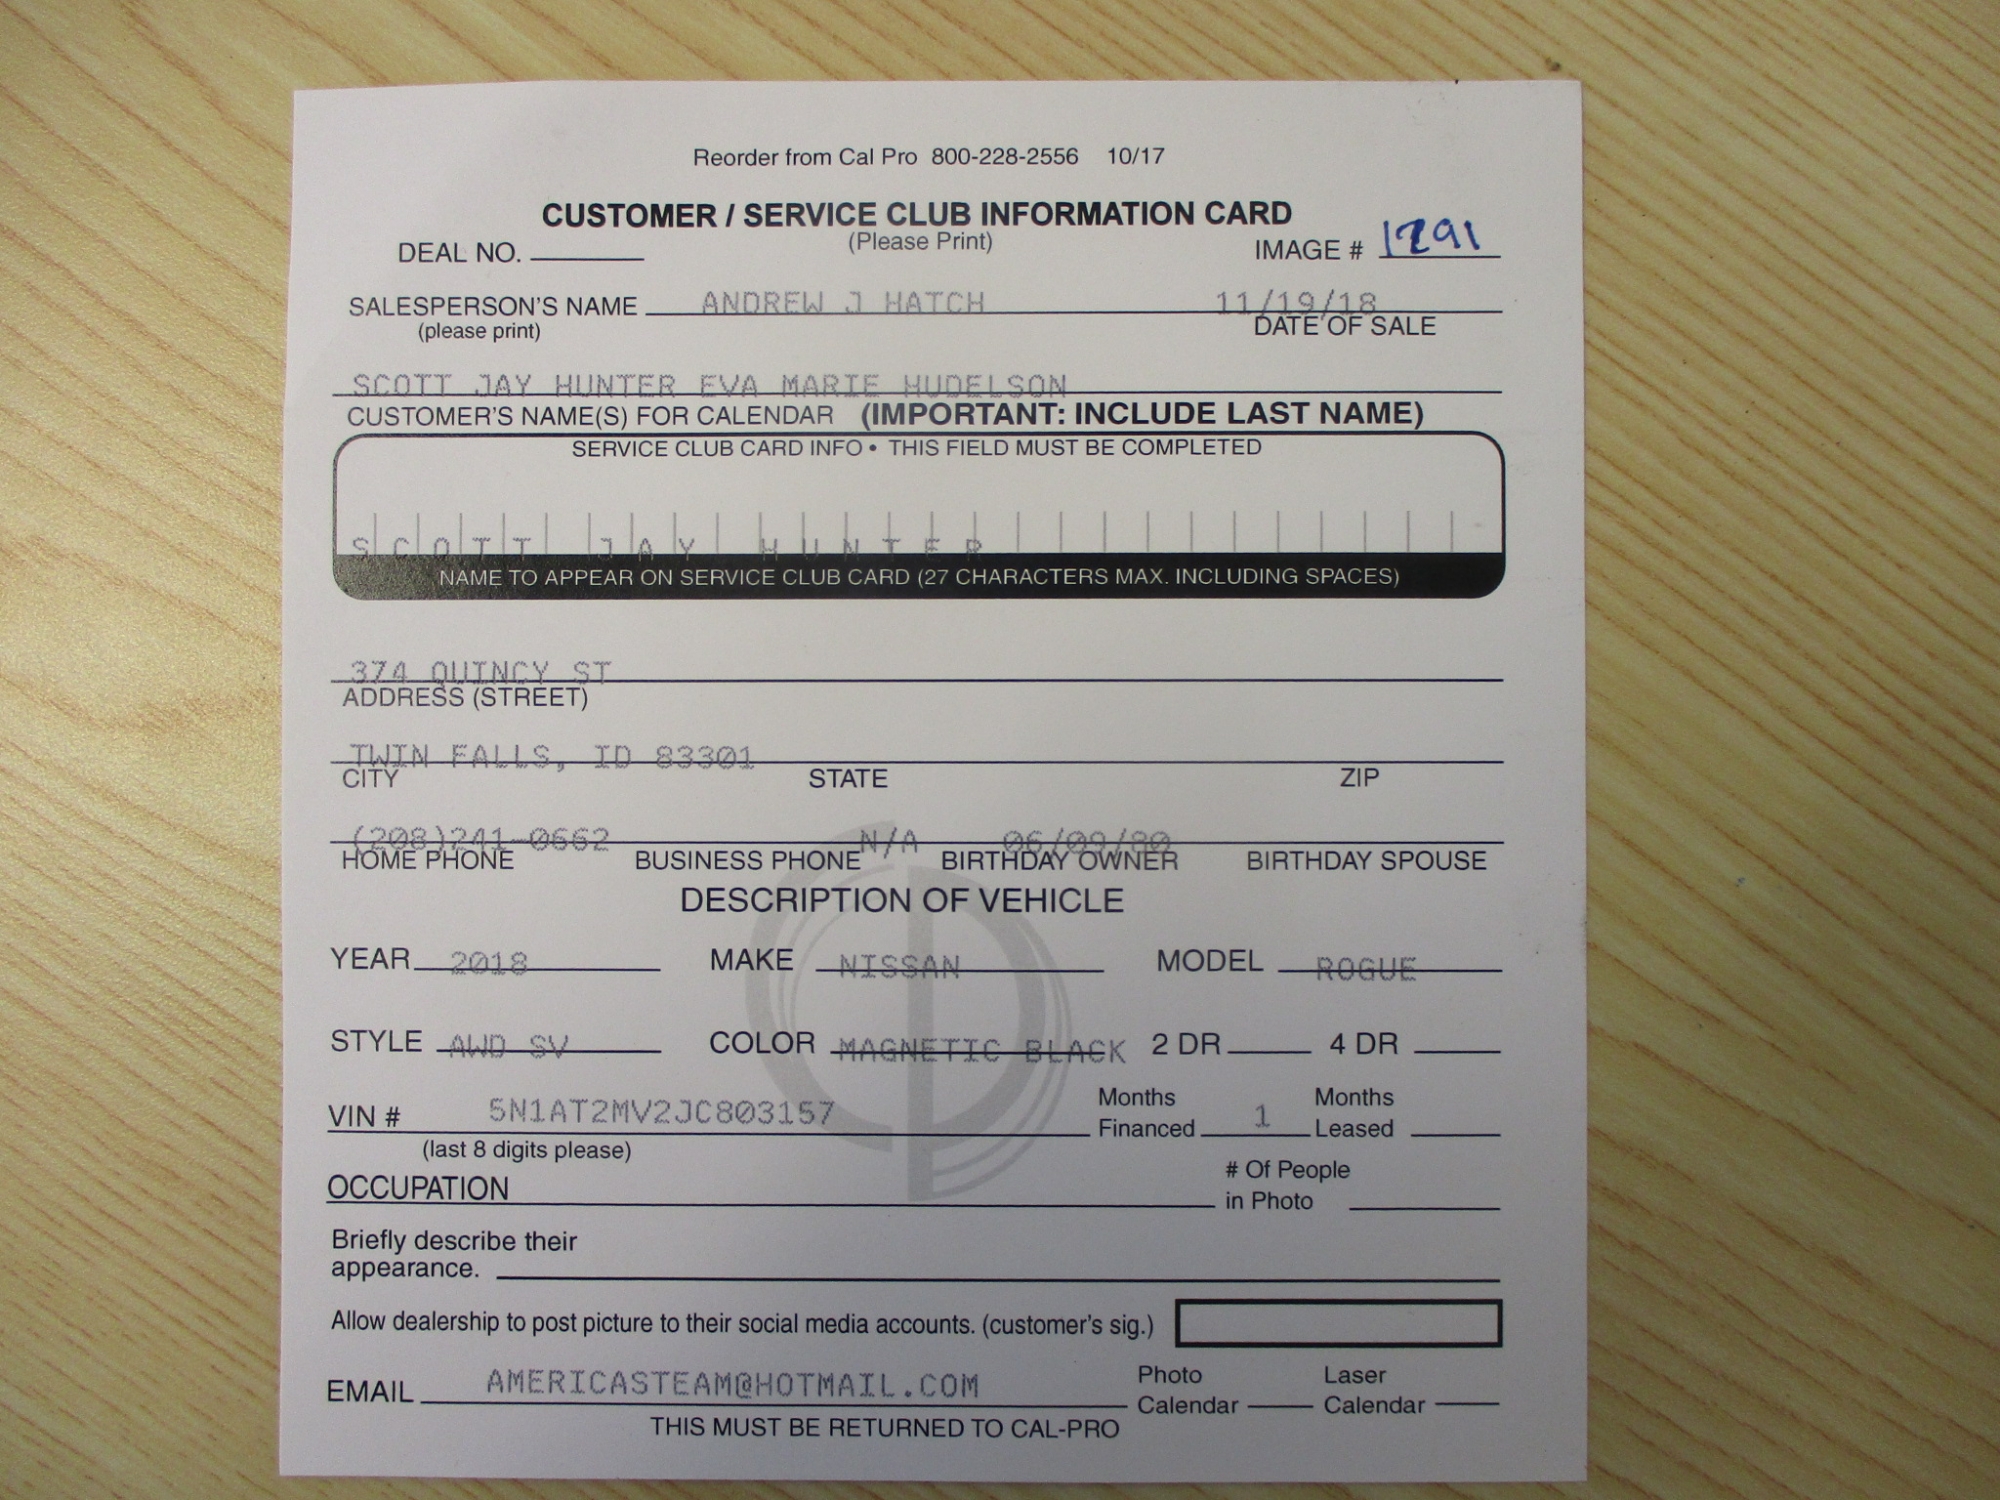 Reorder from Cal Pro 800-228-2556 10/17
CUSTOMER / SERVICE CLUB INFORMATION CARD
(Please Print)
DEAL NO. IMAGE # 1291
SALESPERSON'S NAME ANDREW J HATCH 11/19/18
(please print) DATE OF SALE
SCOTT JAY HUNTER EVA MARIE HUDELSON
CUSTOMER'S NAME(S) FOR CALENDAR (IMPORTANT: INCLUDE LAST NAME)
SERVICE CLUB CARD INFO • THIS FIELD MUST BE COMPLETED
SCOTT JAY HUNTER
NAME TO APPEAR ON SERVICE CLUB CARD (27 CHARACTERS MAX. INCLUDING SPACES)
374 QUINCY ST
ADDRESS (STREET)
TWIN FALLS, ID 83301
CITY STATE ZIP
(208)241-0662 N/A 06/09/80
HOME PHONE BUSINESS PHONE BIRTHDAY OWNER BIRTHDAY SPOUSE
DESCRIPTION OF VEHICLE
YEAR 2018 MAKE NISSAN MODEL ROGUE
STYLE AWD SV COLOR MAGNETIC BLACK 2 DR 4 DR
VIN # 5N1AT2MV2JC803157 Months Financed 1 Months Leased
(last 8 digits please)
OCCUPATION # Of People in Photo
Briefly describe their
appearance.
Allow dealership to post picture to their social media accounts. (customer's sig.)
EMAIL AMERICASTEAM@HOTMAIL.COM Photo Calendar Laser Calendar
THIS MUST BE RETURNED TO CAL-PRO